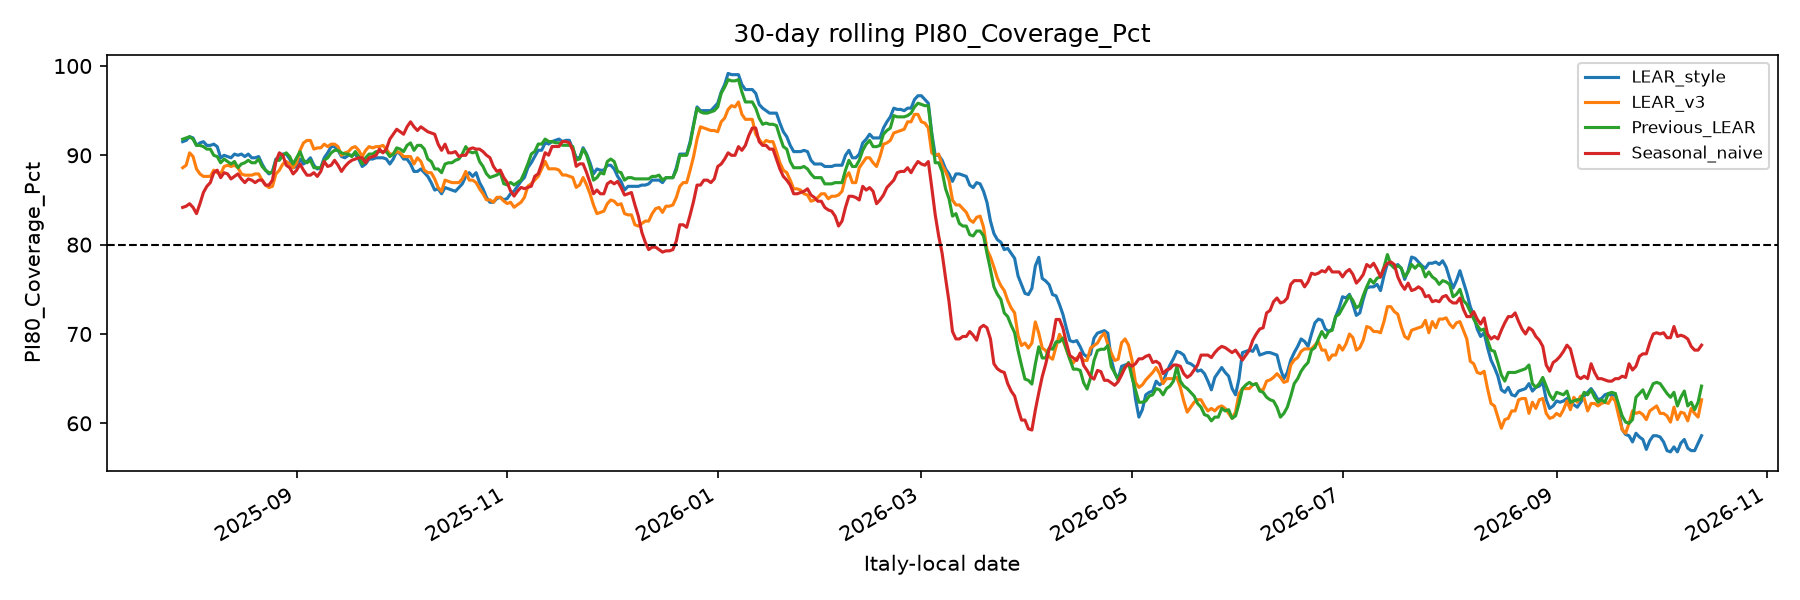 30-day rolling PI80_Coverage_Pct
PI80_Coverage_Pct
100
90
80
70
60
LEAR_style
LEAR_v3
Previous_LEAR
Seasonal_naive
2025-09
2025-11
2026-01
2026-03
2026-05
2026-07
2026-09
2026-11
Italy-local date